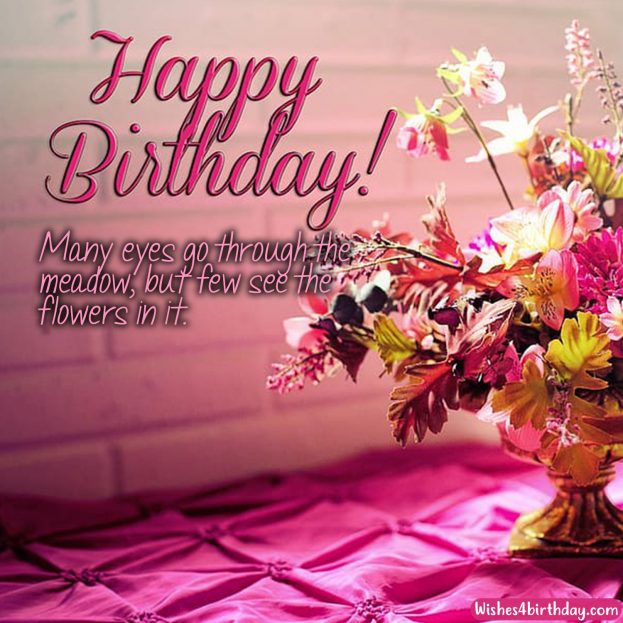 Happy
Birthday!
Many eyes go through the
meadow, but few see the
flowers in it.
Wishes4birthday.com